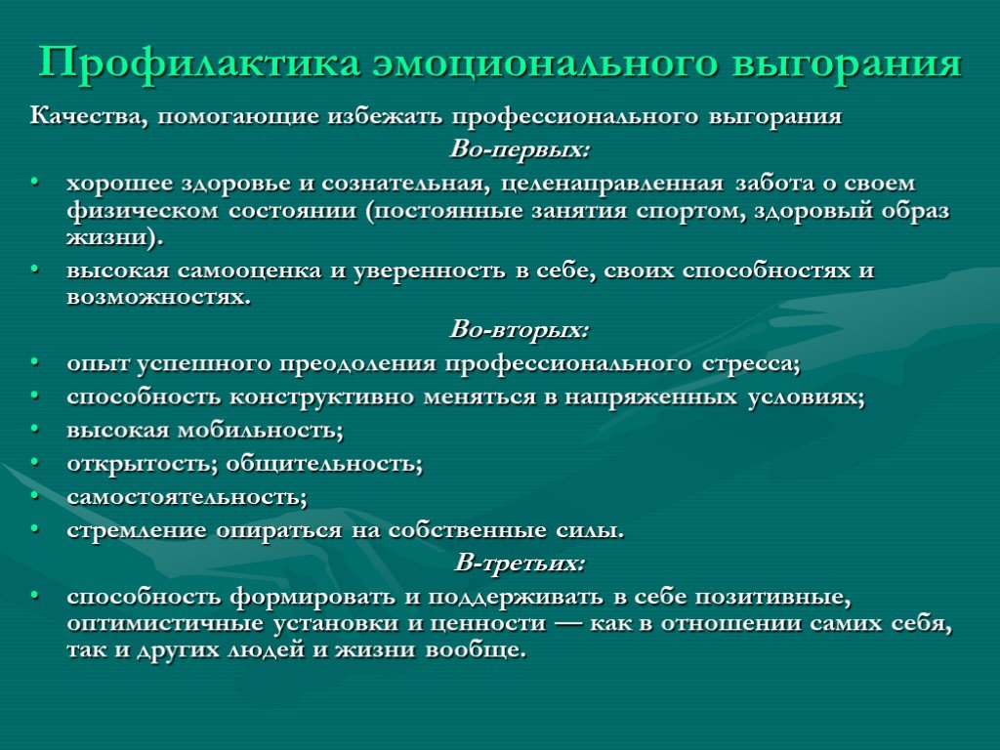 Профилактика эмоционального выгорания
Качества, помогающие избежать профессионального выгорания
Во-первых:
• хорошее здоровье и сознательная, целенаправленная забота о своем
физическом состоянии (постоянные занятия спортом, здоровый образ
жизни).
• высокая самооценка и уверенность в себе, своих способностях и
возможностях.
Во-вторых:
• опыт успешного преодоления профессионального стресса;
• способность конструктивно меняться в напряженных условиях;
• высокая мобильность;
• открытость; общительность;
• самостоятельность;
• стремление опираться на собственные силы.
В-третьих:
• способность формировать и поддерживать в себе позитивные,
оптимистичные установки и ценности — как в отношении самих себя,
так и других людей и жизни вообще.